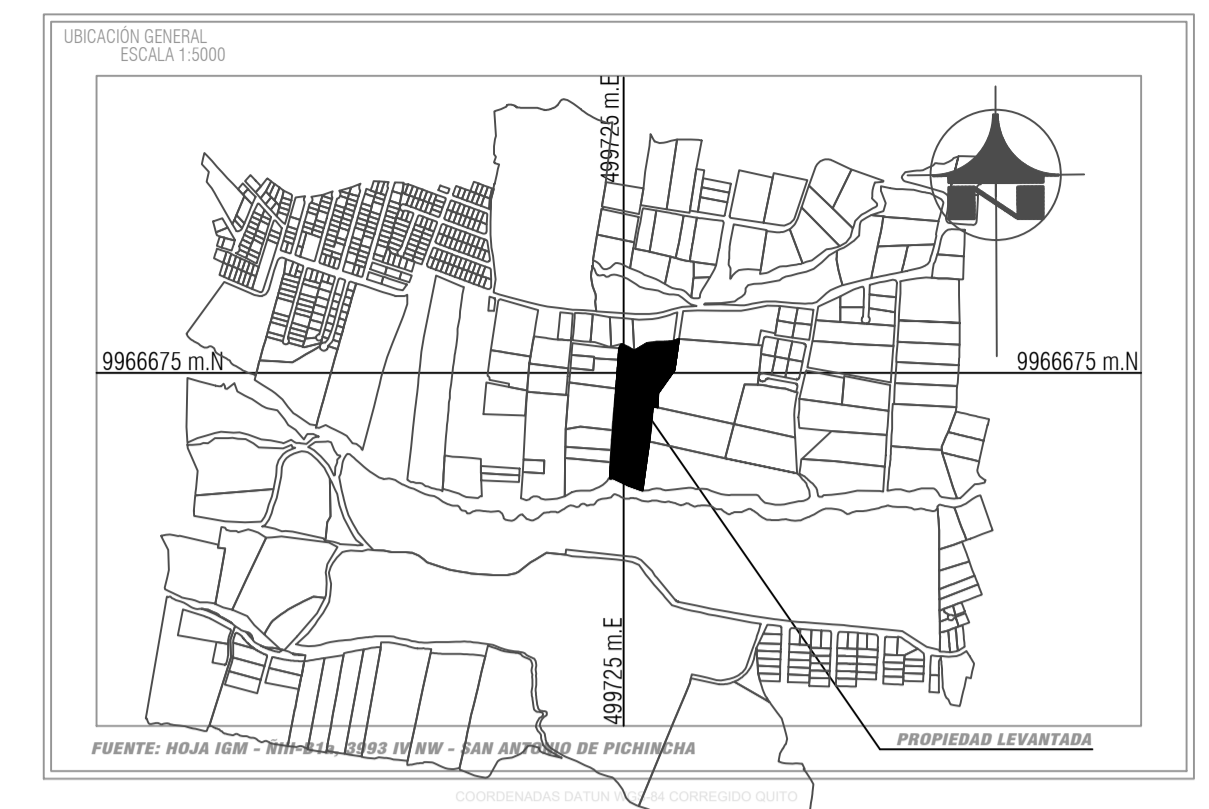 UBICACIÓN GENERAL
ESCALA 1:5000
499725 m.E
9966675 m.N
9966675 m.N
499725 m.E
PROPIEDAD LEVANTADA
FUENTE: HOJA IGM - 3993 IV NW - SAN ANTONIO DE PICHINCHA
COORDENADAS DATUN WGS-84 CORREGIDO QUITO